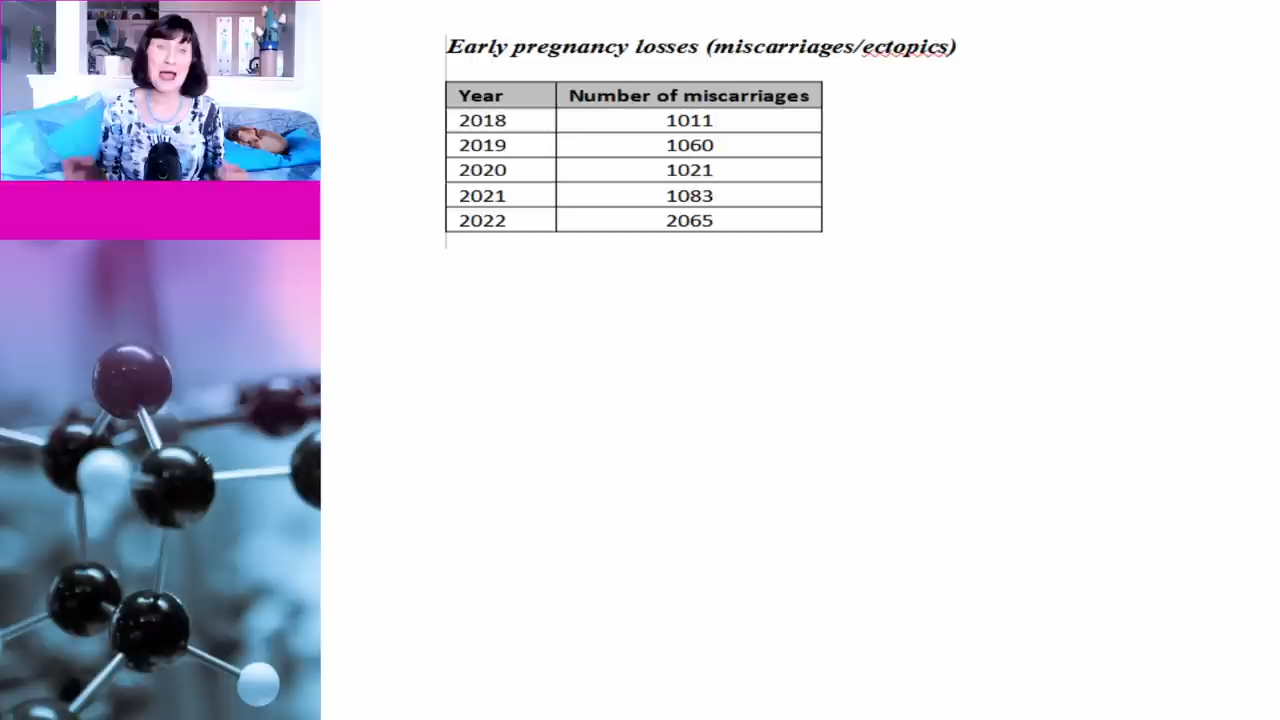 Early pregnancy losses (miscarriages/ectopics)
Year Number of miscarriages
2018 1011
2019 1060
2020 1021
2021 1083
2022 2065